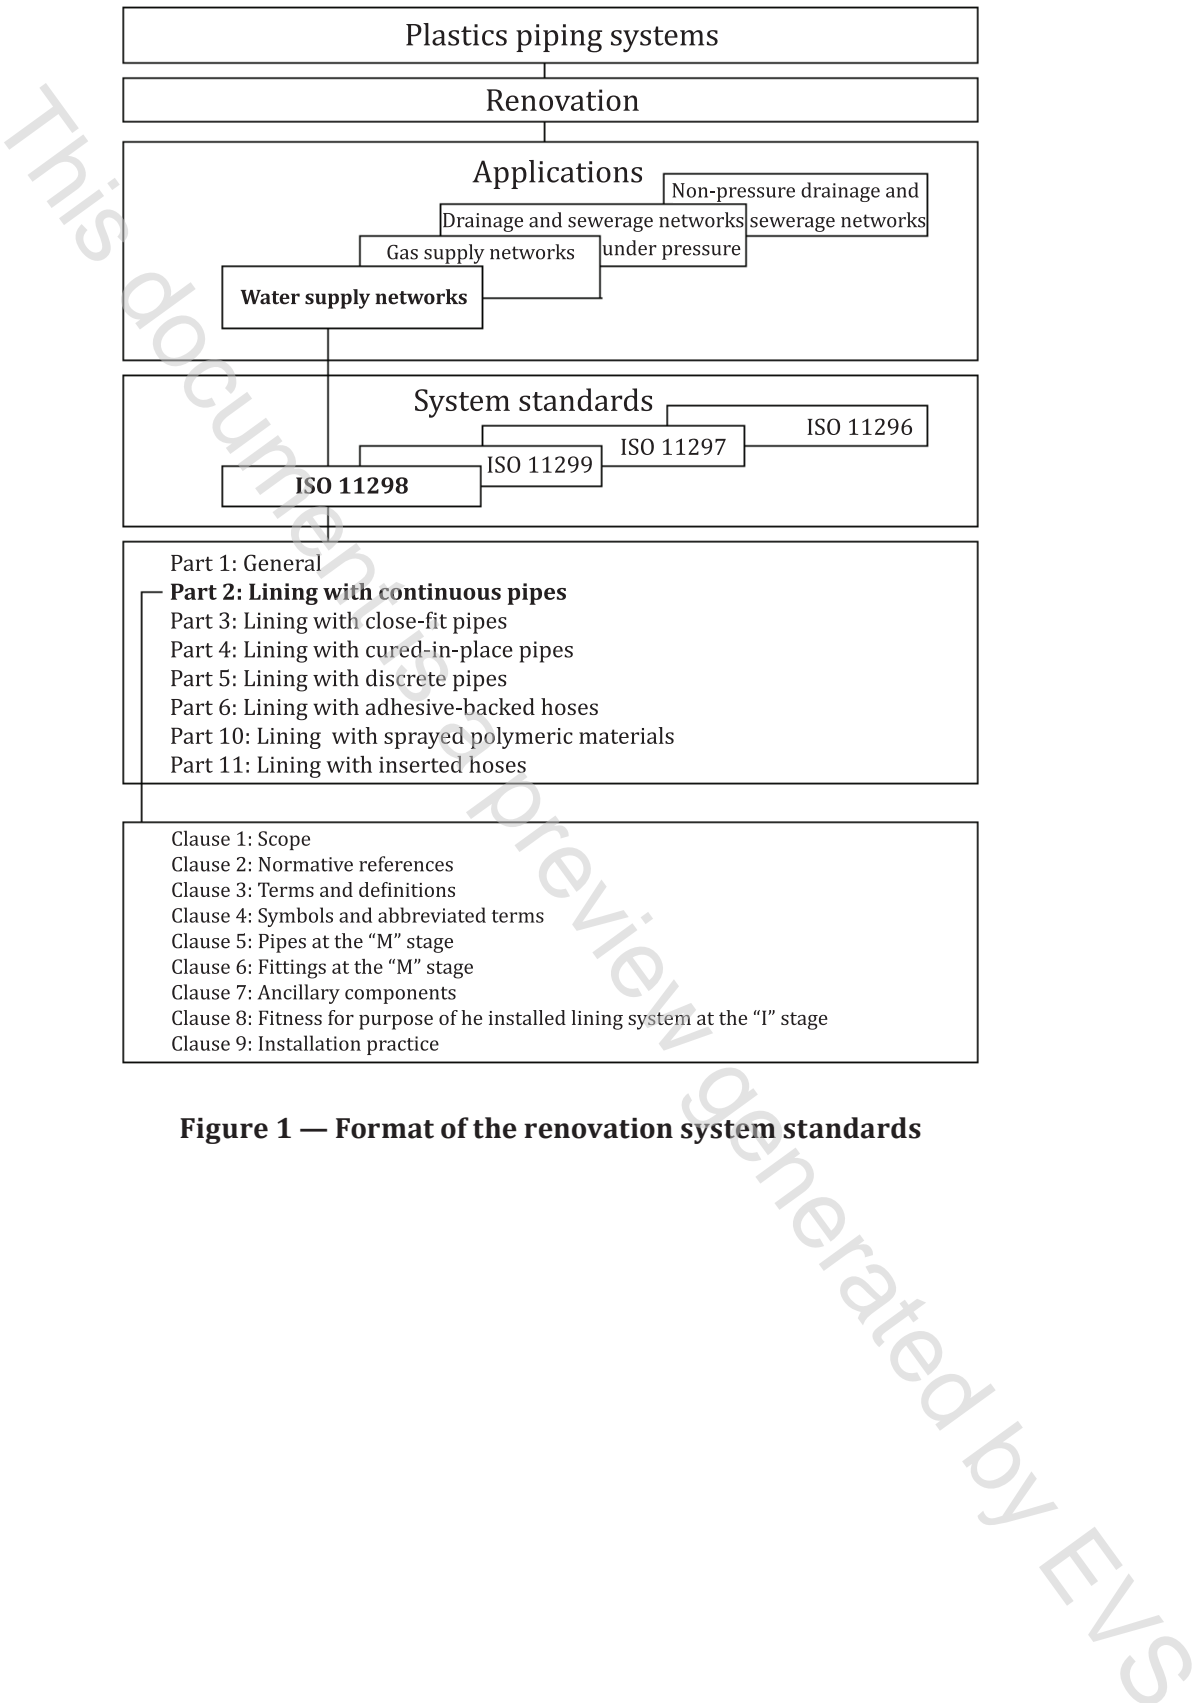 Plastics piping systems
Renovation
Applications
Non-pressure drainage and
sewerage networks
Drainage and sewerage networks
under pressure
Gas supply networks
Water supply networks
System standards
ISO 11296
ISO 11297
ISO 11299
ISO 11298
Part 1: General
Part 2: Lining with continuous pipes
Part 3: Lining with close-fit pipes
Part 4: Lining with cured-in-place pipes
Part 5: Lining with discrete pipes
Part 6: Lining with adhesive-backed hoses
Part 10: Lining  with sprayed polymeric materials
Part 11: Lining with inserted hoses
Clause 1: Scope
Clause 2: Normative references
Clause 3: Terms and definitions
Clause 4: Symbols and abbreviated terms
Clause 5: Pipes at the “M” stage
Clause 6: Fittings at the “M” stage
Clause 7: Ancillary components
Clause 8: Fitness for purpose of he installed lining system at the “I” stage
Clause 9: Installation practice
Figure 1 — Format of the renovation system standards
This document is a preview generated by EVS